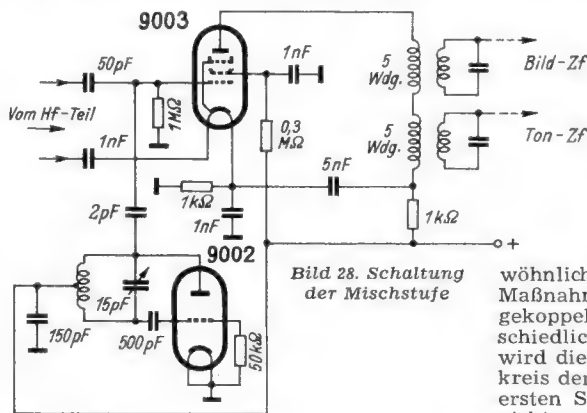 9003
50pF
1nF
5
Wdg.
Bild-Zf
Vom Hf-Teil
1MΩ
0,3
MΩ
5
Wdg.
Ton-Zf
1nF
5nF
1kΩ
1kΩ
2pF
1nF
9002
+
Bild 28. Schaltung
der Mischstufe
15pF
150pF
500pF
50kΩ
wöhnlich
Maßnahm
gekoppel
schiedlic
wird die
kreis der
ersten S